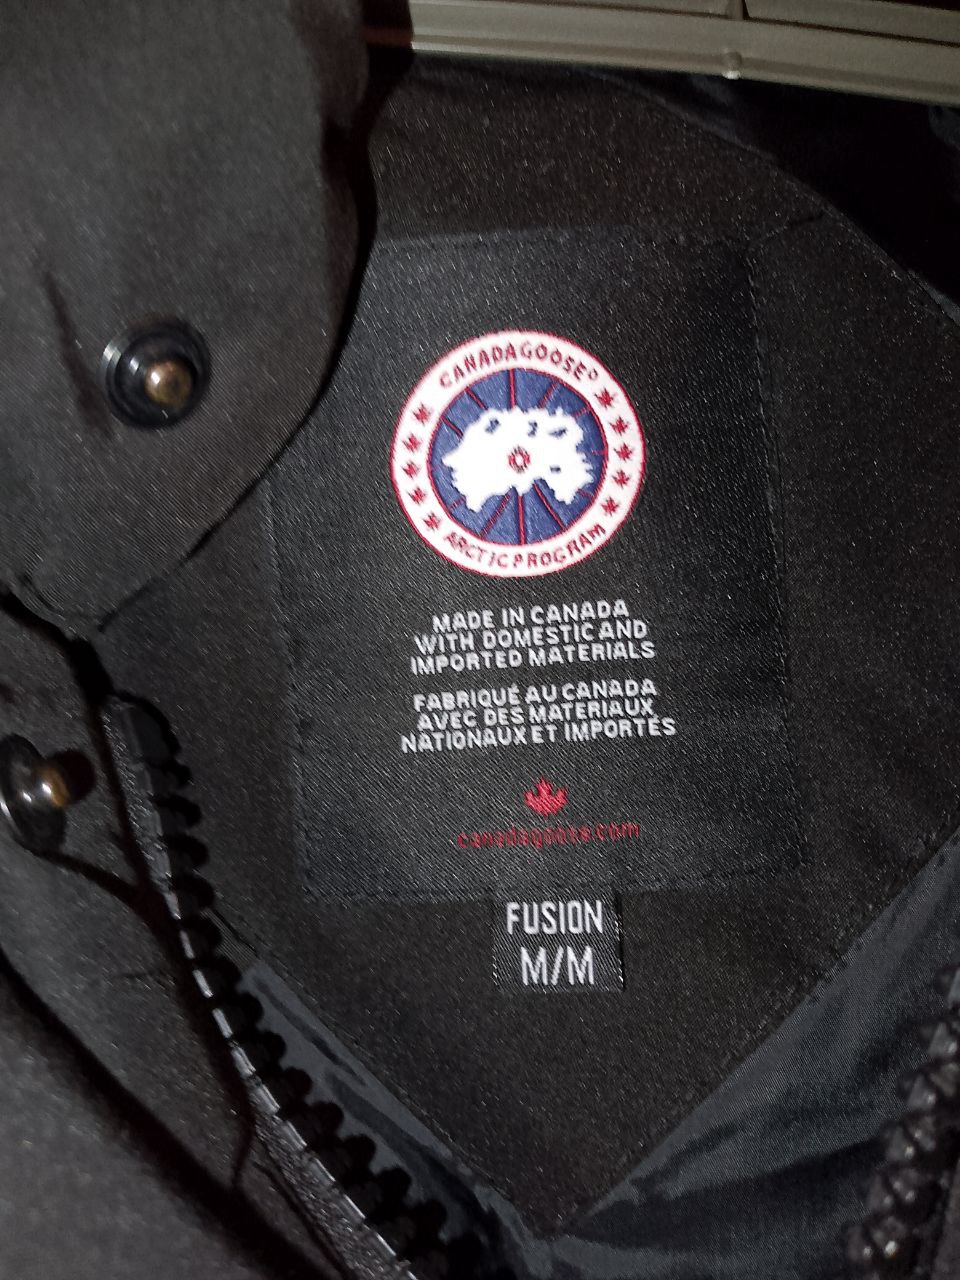 CANADA GOOSE®
ARCTIC PROGRAM
MADE IN CANADA
WITH DOMESTIC AND
IMPORTED MATERIALS
FABRIQUÉ AU CANADA
AVEC DES MATERIAUX
NATIONAUX ET IMPORTÉS
canadagoose.com
FUSION
M/M